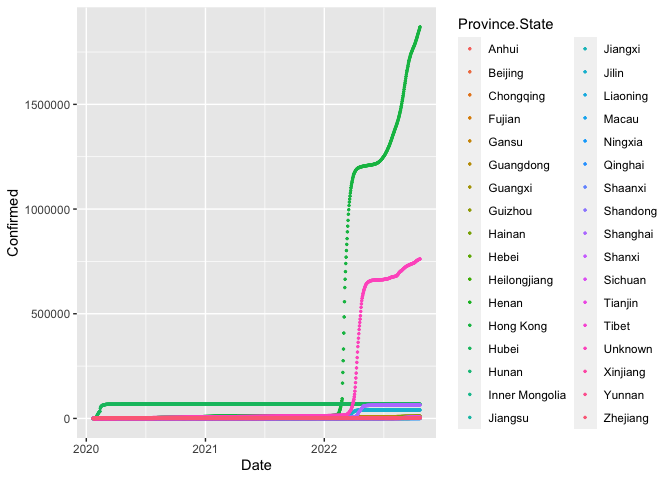 Province.State
1500000
1000000
500000
0
Confirmed
2020
2021
2022
Date
Anhui
Beijing
Chongqing
Fujian
Gansu
Guangdong
Guangxi
Guizhou
Hainan
Hebei
Heilongjiang
Henan
Hong Kong
Hubei
Hunan
Inner Mongolia
Jiangsu
Jiangxi
Jilin
Liaoning
Macau
Ningxia
Qinghai
Shaanxi
Shandong
Shanghai
Shanxi
Sichuan
Tianjin
Tibet
Unknown
Xinjiang
Yunnan
Zhejiang